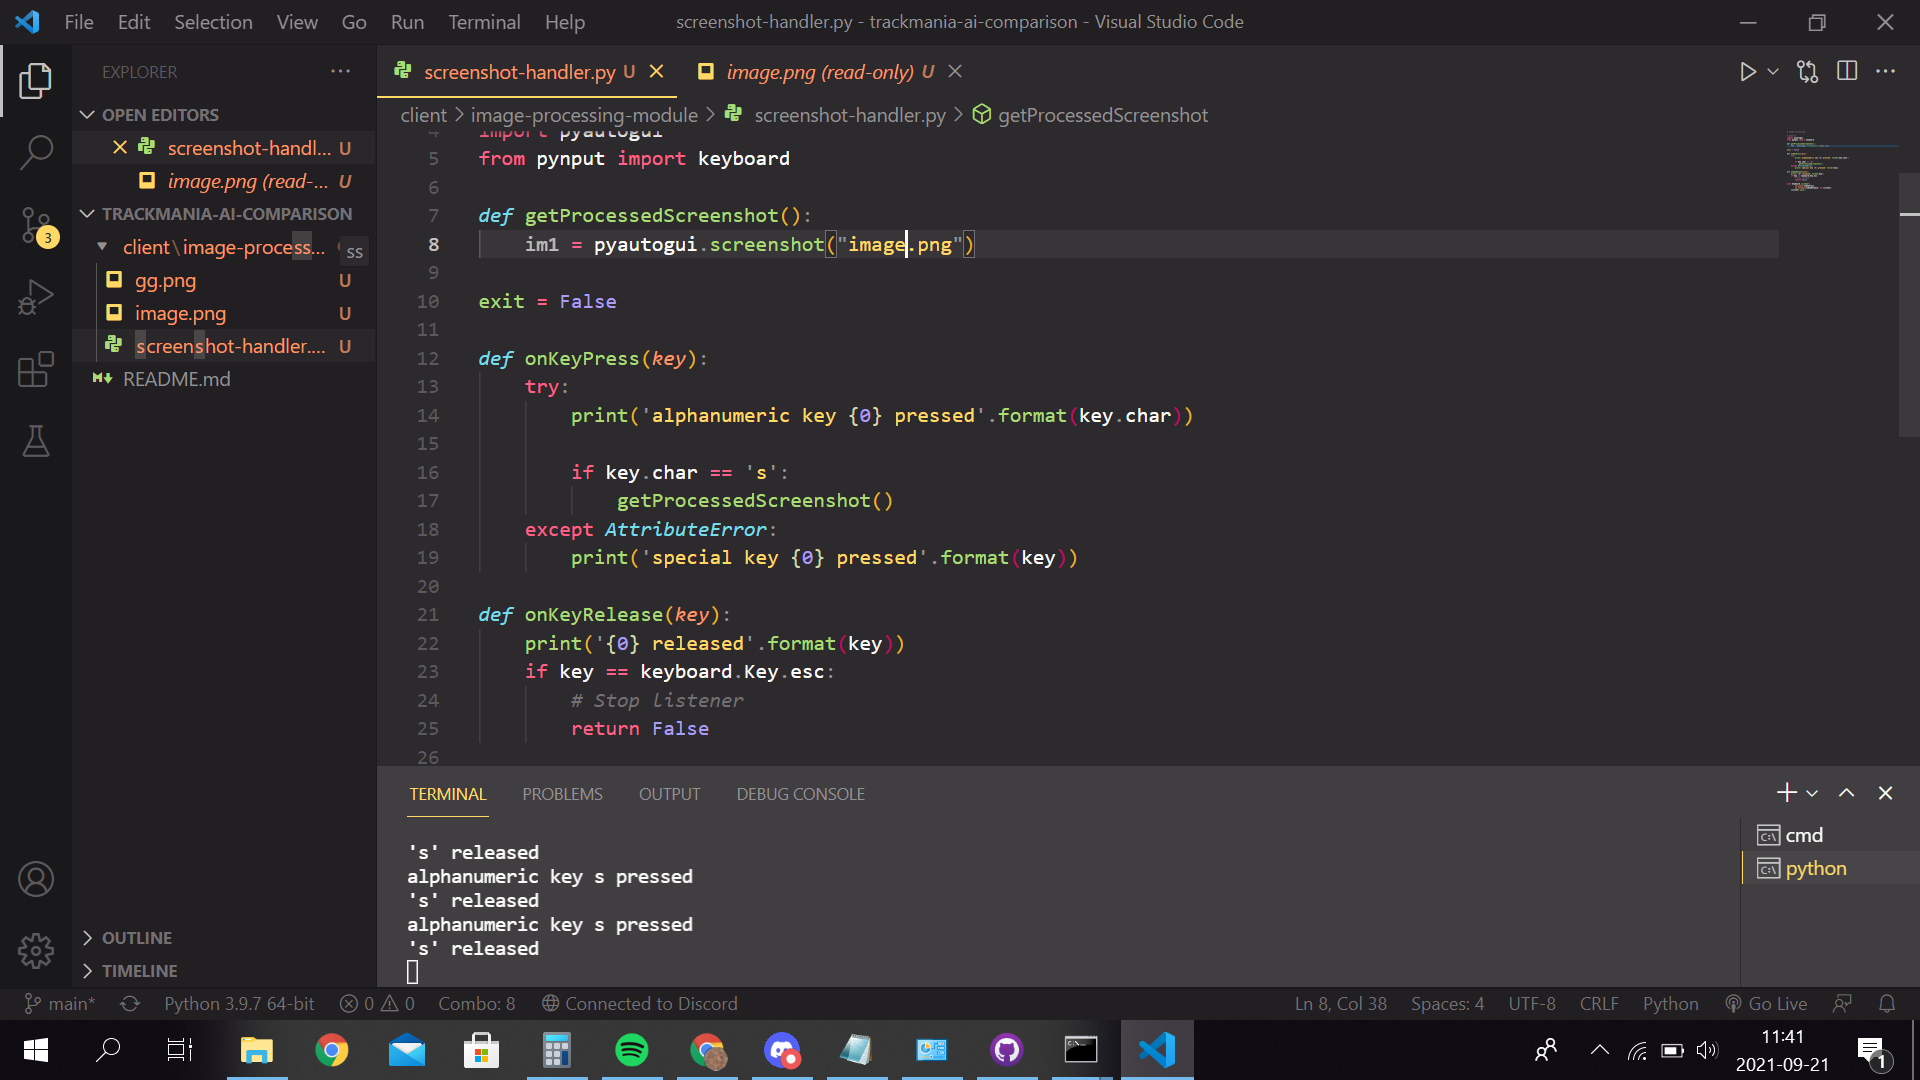 File Edit Selection View Go Run Terminal Help
screenshot-handler.py - trackmania-ai-comparison - Visual Studio Code
EXPLORER
OPEN EDITORS
screenshot-handl... U
image.png (read-... U
TRACKMANIA-AI-COMPARISON
client\image-process...
ss
gg.png U
image.png U
screenshot-handler.... U
README.md
3
OUTLINE
TIMELINE
screenshot-handler.py U
image.png (read-only) U
client > image-processing-module > screenshot-handler.py > getProcessedScreenshot
4 import pyautogui
5 from pynput import keyboard
6
7 def getProcessedScreenshot():
8 im1 = pyautogui.screenshot("image.png")
9
10 exit = False
11
12 def onKeyPress(key):
13 try:
14 print('alphanumeric key {0} pressed'.format(key.char))
15
16 if key.char == 's':
17 getProcessedScreenshot()
18 except AttributeError:
19 print('special key {0} pressed'.format(key))
20
21 def onKeyRelease(key):
22 print('{0} released'.format(key))
23 if key == keyboard.Key.esc:
24 # Stop listener
25 return False
26
TERMINAL PROBLEMS OUTPUT DEBUG CONSOLE
's' released
alphanumeric key s pressed
's' released
alphanumeric key s pressed
's' released
cmd
python
main* Python 3.9.7 64-bit 0 0 Combo: 8 Connected to Discord
Ln 8, Col 38 Spaces: 4 UTF-8 CRLF Python Go Live
11:41
2021-09-21
1